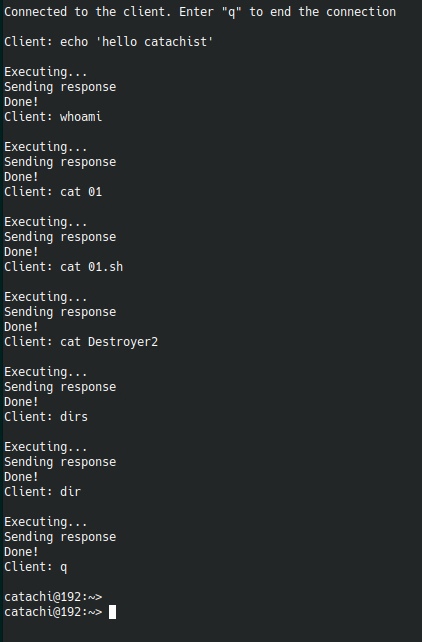 Connected to the client. Enter "q" to end the connection
Client: echo 'hello catachist'
Executing...
Sending response
Done!
Client: whoami
Executing...
Sending response
Done!
Client: cat 01
Executing...
Sending response
Done!
Client: cat 01.sh
Executing...
Sending response
Done!
Client: cat Destroyer2
Executing...
Sending response
Done!
Client: dirs
Executing...
Sending response
Done!
Client: dir
Executing...
Sending response
Done!
Client: q
catachi@192:~>
catachi@192:~>